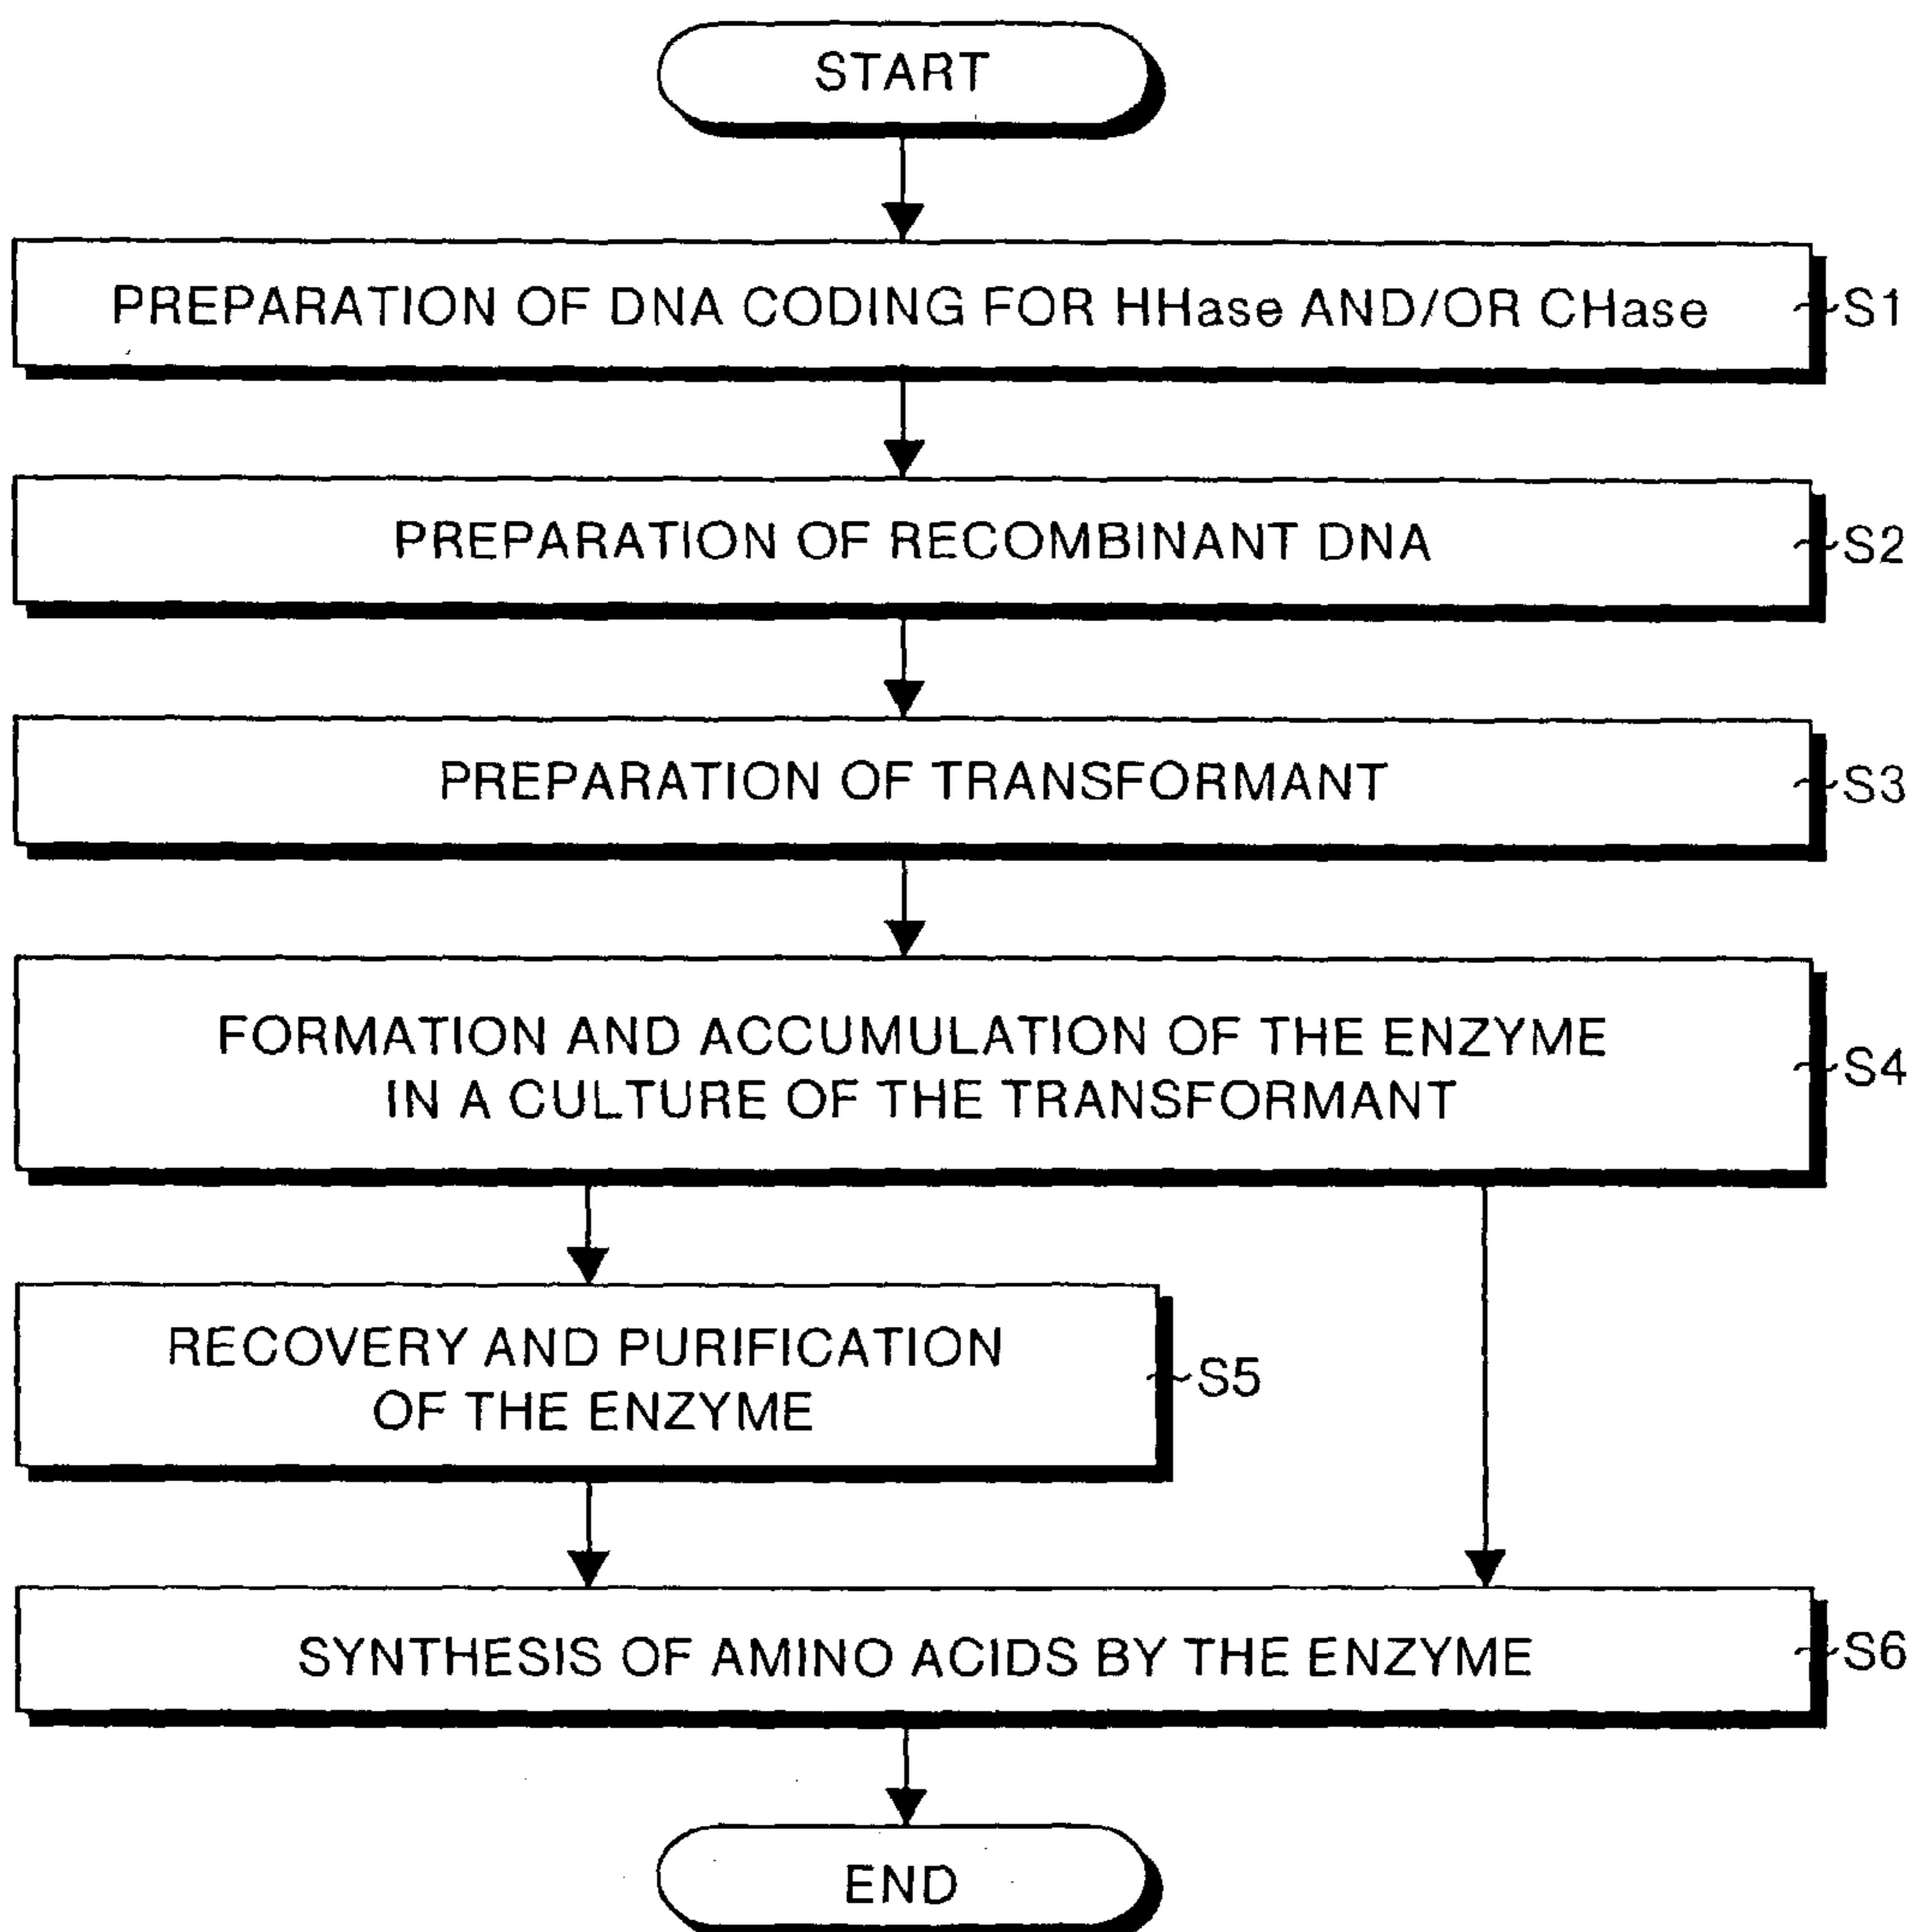 START
PREPARATION OF DNA CODING FOR HHase AND/OR CHase
S1
PREPARATION OF RECOMBINANT DNA
S2
PREPARATION OF TRANSFORMANT
S3
FORMATION AND ACCUMULATION OF THE ENZYME
IN A CULTURE OF THE TRANSFORMANT
S4
RECOVERY AND PURIFICATION
OF THE ENZYME
S5
SYNTHESIS OF AMINO ACIDS BY THE ENZYME
S6
END